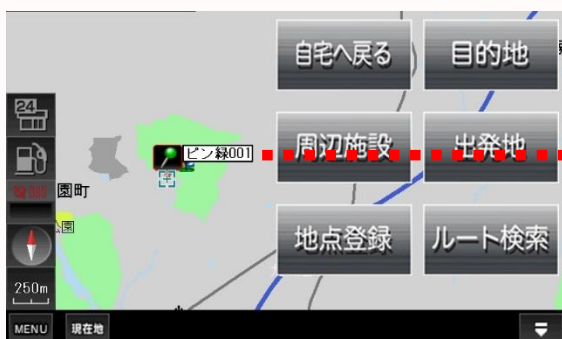 自宅へ戻る
目的地
24
周辺施設
出発地
ピン緑001
園町
園
地点登録
ルート検索
250m
MENU
現在地